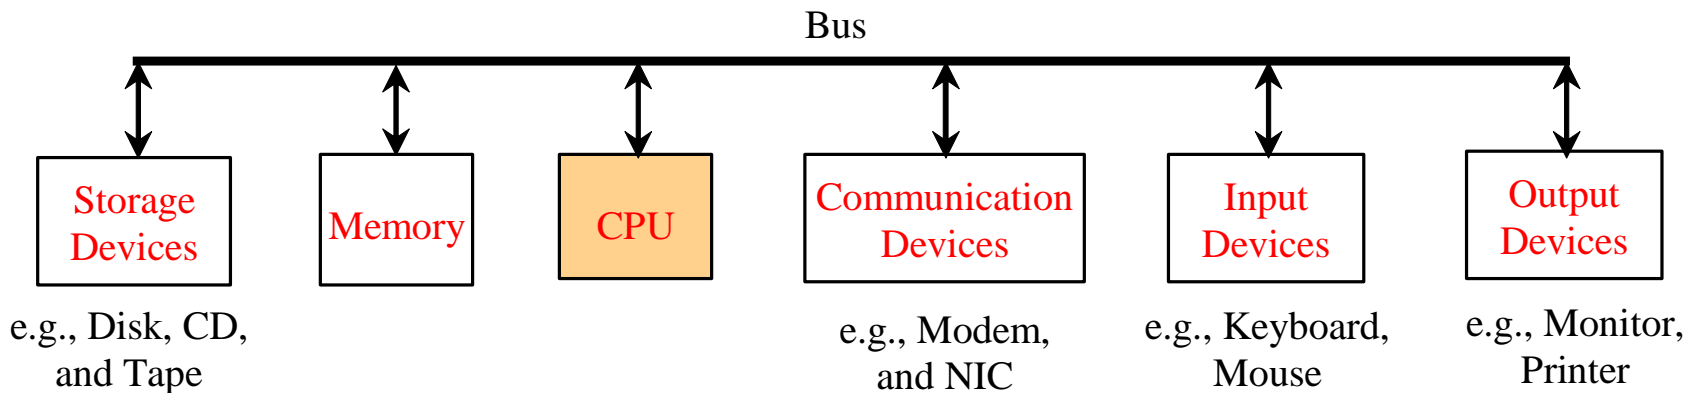 Bus
Storage
Devices
Memory
CPU
Communication
Devices
Input
Devices
Output
Devices
e.g., Disk, CD,
and Tape
e.g., Modem,
and NIC
e.g., Keyboard,
Mouse
e.g., Monitor,
Printer